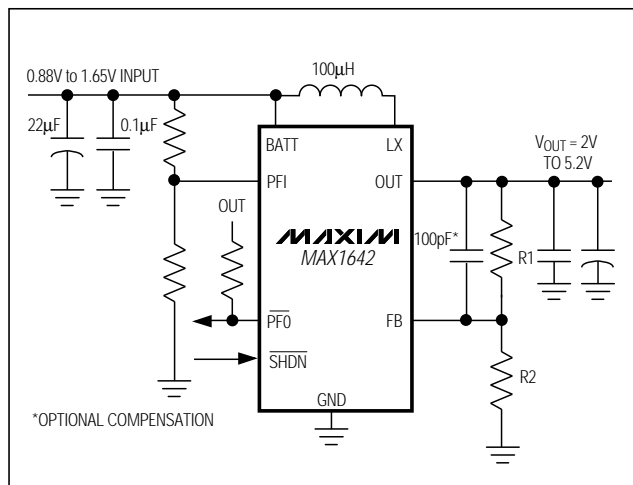 0.88V to 1.65V INPUT
100µH
22µF
0.1µF
BATT
LX
VOUT = 2V
TO 5.2V
PFI
OUT
OUT
MAXIM
MAX1642
100pF*
R1
PF0
FB
SHDN
R2
GND
*OPTIONAL COMPENSATION